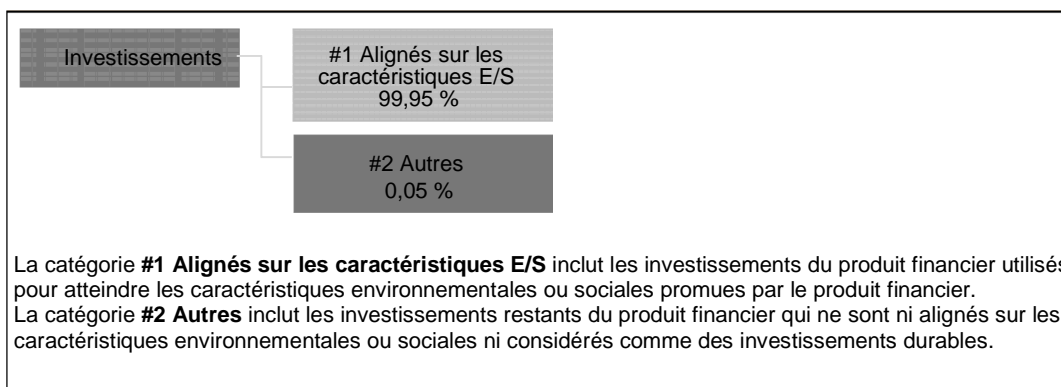 Investissements
#1 Alignés sur les
caractéristiques E/S
99,95 %
#2 Autres
0,05 %
La catégorie #1 Alignés sur les caractéristiques E/S inclut les investissements du produit financier utilisés
pour atteindre les caractéristiques environnementales ou sociales promues par le produit financier.
La catégorie #2 Autres inclut les investissements restants du produit financier qui ne sont ni alignés sur les
caractéristiques environnementales ou sociales ni considérés comme des investissements durables.